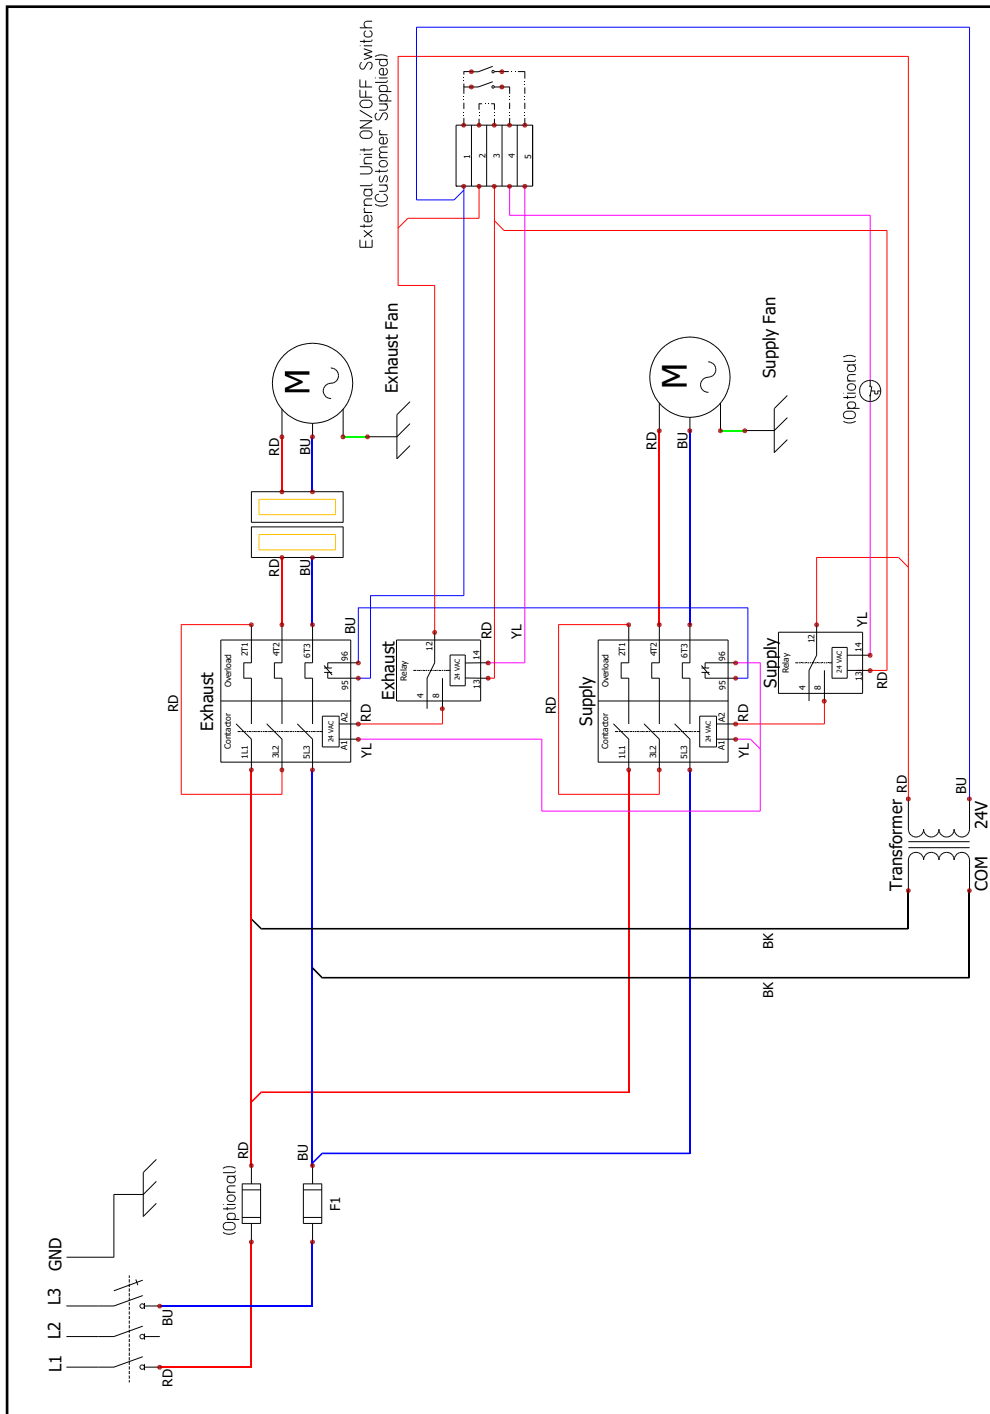 External Unit ON/OFF Switch
(Customer Supplied)
1
2
3
4
5
M
RD
BU
Exhaust Fan
M
RD
BU
Supply Fan
(Optional)
RD
BU
RD
Exhaust
Overload
Contactor
2T1
4T2
6T3
96
95
BU
1L1
3L2
5L3
24 VAC
A2
A1
RD
YL
Exhaust
Relay
12
4
8
24 VAC
14
13
RD
YL
RD
Supply
Overload
Contactor
2T1
4T2
6T3
96
95
1L1
3L2
5L3
24 VAC
A2
A1
RD
YL
Supply
Relay
12
4
8
24 VAC
14
13
YL
RD
Transformer
RD
BU
24V
COM
BK
BK
(Optional)
RD
BU
F1
GND
L3
L2
L1
BU
RD